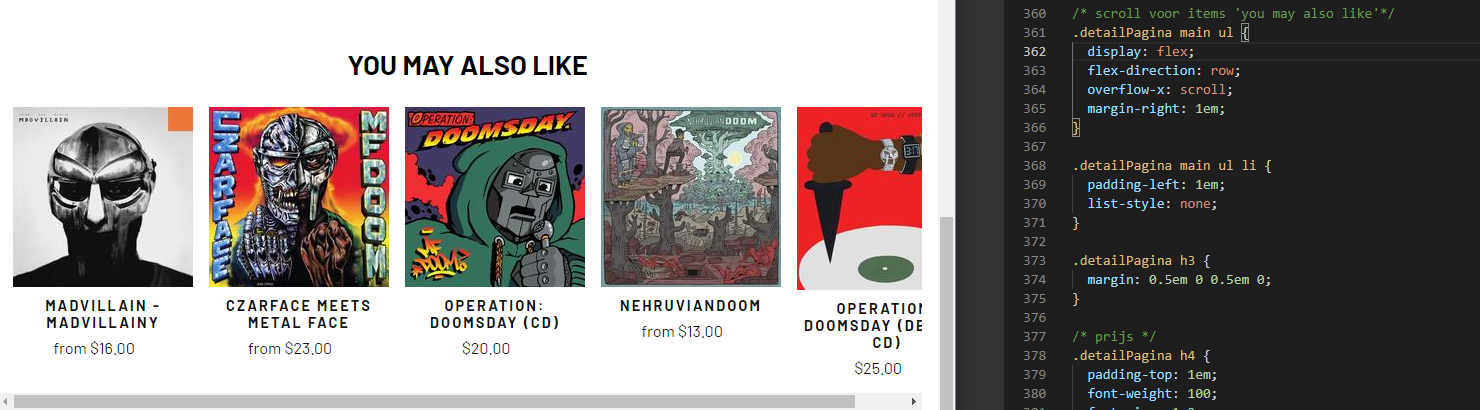 YOU MAY ALSO LIKE
MADVILLAIN
CZARFACE
MF DOOM
OPERATION:
DOOMSDAY.
MF
DOOM
NEHRUVIANDOOM
MADVILLAIN -
MADVILLAINY
from $16.00
CZARFACE MEETS
METAL FACE
from $23.00
OPERATION:
DOOMSDAY (CD)
$20.00
NEHRUVIANDOOM
from $13.00
OPERATION
DOOMSDAY (DE
CD)
$25.00
360 /* scroll voor items 'you may also like'*/
361 .detailPagina main ul {
362 display: flex;
363 flex-direction: row;
364 overflow-x: scroll;
365 margin-right: 1em;
366 }
367
368 .detailPagina main ul li {
369 padding-left: 1em;
370 list-style: none;
371 }
372
373 .detailPagina h3 {
374 margin: 0.5em 0 0.5em 0;
375 }
376
377 /* prijs */
378 .detailPagina h4 {
379 padding-top: 1em;
380 font-weight: 100;